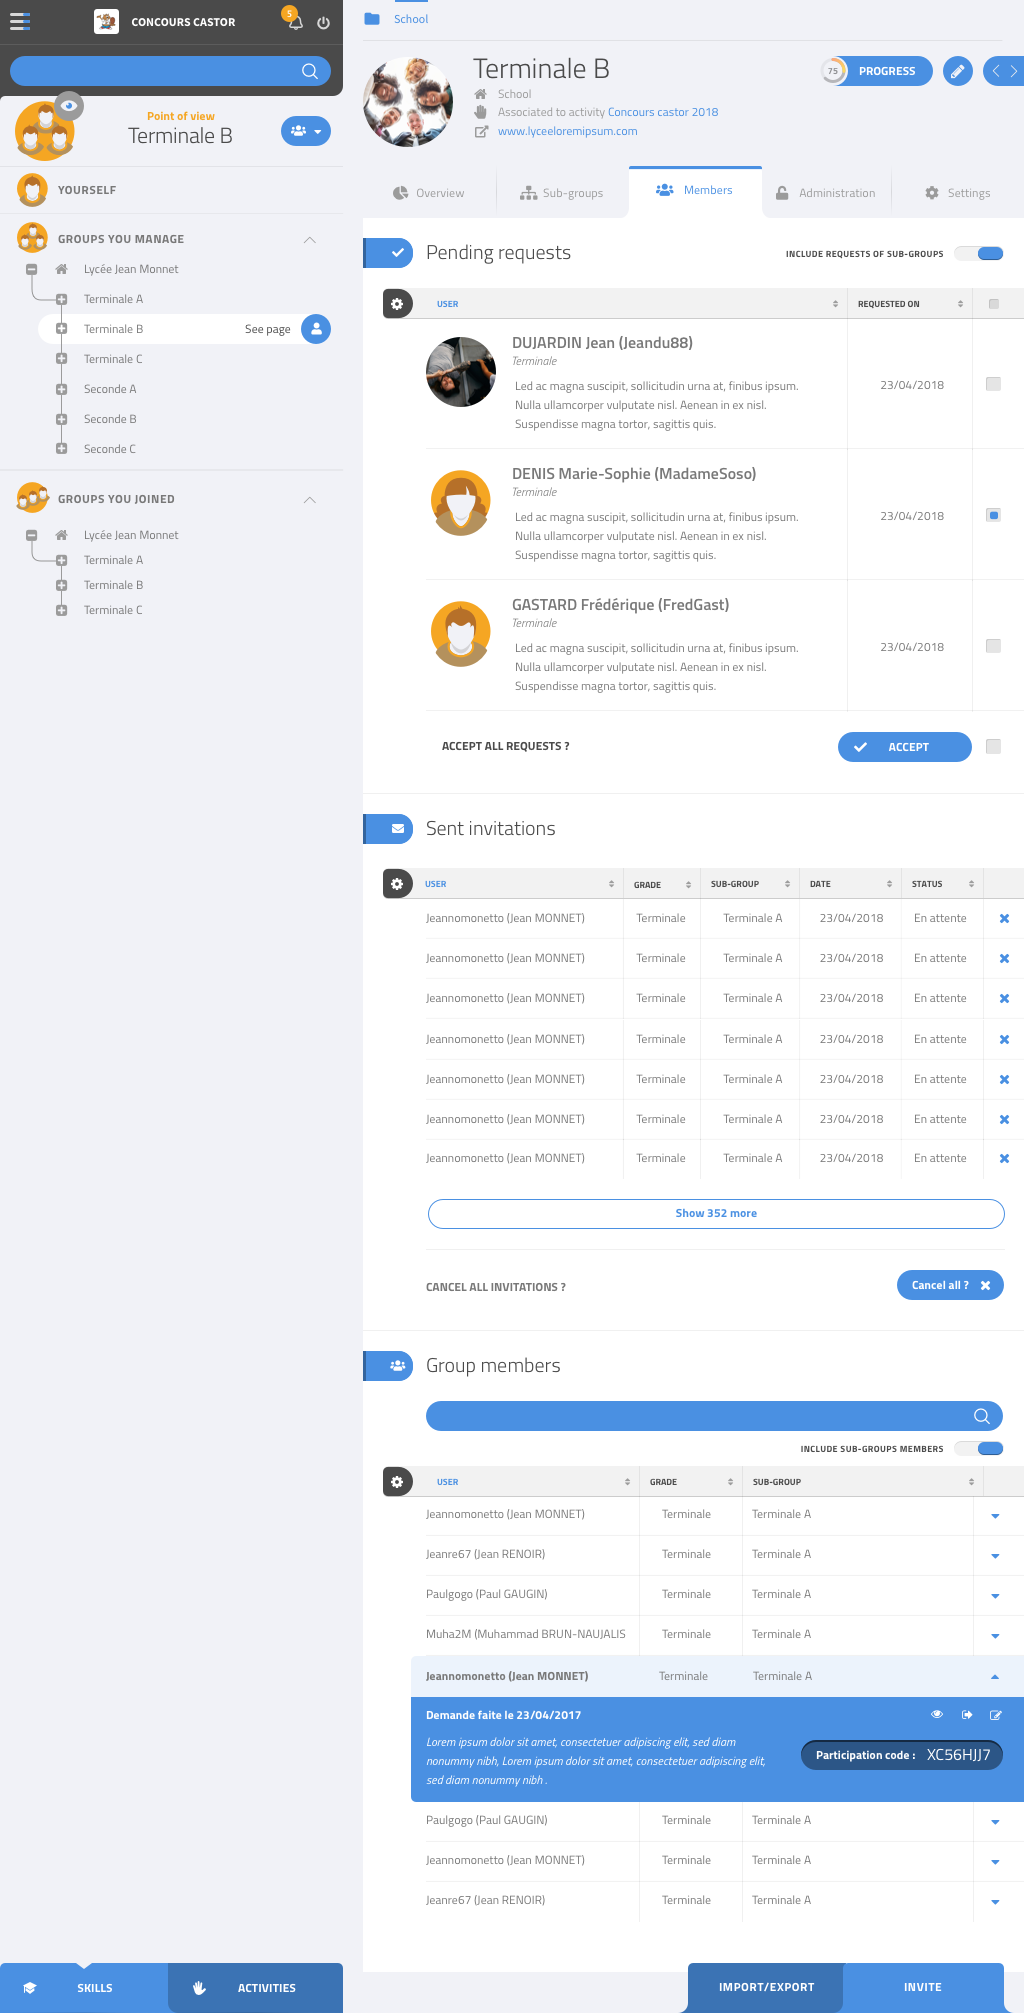 CONCOURS CASTOR
5
Point of view
Terminale B
YOURSELF
GROUPS YOU MANAGE
Lycée Jean Monnet
Terminale A
Terminale B
See page
Terminale C
Seconde A
Seconde B
Seconde C
GROUPS YOU JOINED
Lycée Jean Monnet
Terminale A
Terminale B
Terminale C
SKILLS
ACTIVITIES
School
Terminale B
School
Associated to activity Concours castor 2018
www.lyceeloremipsum.com
75
PROGRESS
Overview
Sub-groups
Members
Administration
Settings
Pending requests
INCLUDE REQUESTS OF SUB-GROUPS
USER
REQUESTED ON
DUJARDIN Jean (Jeandu88)
Terminale
Led ac magna suscipit, sollicitudin urna at, finibus ipsum.
Nulla ullamcorper vulputate nisl. Aenean in ex nisl.
Suspendisse magna tortor, sagittis quis.
23/04/2018
DENIS Marie-Sophie (MadameSoso)
Terminale
Led ac magna suscipit, sollicitudin urna at, finibus ipsum.
Nulla ullamcorper vulputate nisl. Aenean in ex nisl.
Suspendisse magna tortor, sagittis quis.
23/04/2018
GASTARD Frédérique (FredGast)
Terminale
Led ac magna suscipit, sollicitudin urna at, finibus ipsum.
Nulla ullamcorper vulputate nisl. Aenean in ex nisl.
Suspendisse magna tortor, sagittis quis.
23/04/2018
ACCEPT ALL REQUESTS ?
ACCEPT
Sent invitations
USER GRADE SUB-GROUP DATE STATUS
Jeannomonetto (Jean MONNET) Terminale Terminale A 23/04/2018 En attente
Jeannomonetto (Jean MONNET) Terminale Terminale A 23/04/2018 En attente
Jeannomonetto (Jean MONNET) Terminale Terminale A 23/04/2018 En attente
Jeannomonetto (Jean MONNET) Terminale Terminale A 23/04/2018 En attente
Jeannomonetto (Jean MONNET) Terminale Terminale A 23/04/2018 En attente
Jeannomonetto (Jean MONNET) Terminale Terminale A 23/04/2018 En attente
Jeannomonetto (Jean MONNET) Terminale Terminale A 23/04/2018 En attente
Show 352 more
CANCEL ALL INVITATIONS ?
Cancel all ?
Group members
INCLUDE SUB-GROUPS MEMBERS
USER GRADE SUB-GROUP
Jeannomonetto (Jean MONNET) Terminale Terminale A
Jeanre67 (Jean RENOIR) Terminale Terminale A
Paulgogo (Paul GAUGIN) Terminale Terminale A
Muha2M (Muhammad BRUN-NAUJALIS Terminale Terminale A
Jeannomonetto (Jean MONNET) Terminale Terminale A
Demande faite le 23/04/2017
Lorem ipsum dolor sit amet, consectetuer adipiscing elit, sed diam
nonummy nibh, Lorem ipsum dolor sit amet, consectetuer adipiscing elit,
sed diam nonummy nibh .
Participation code : XC56HJJ7
Paulgogo (Paul GAUGIN) Terminale Terminale A
Jeannomonetto (Jean MONNET) Terminale Terminale A
Jeanre67 (Jean RENOIR) Terminale Terminale A
IMPORT/EXPORT
INVITE